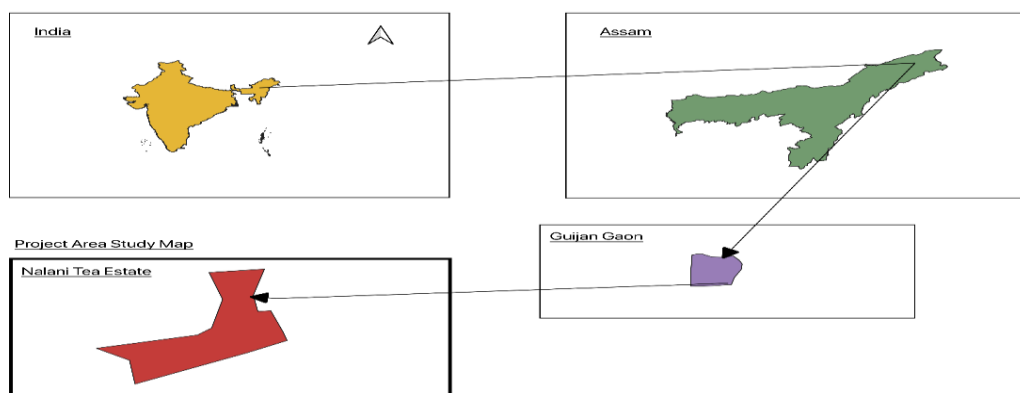 India
Assam
Guijan Gaon
Project Area Study Map
Nalani Tea Estate